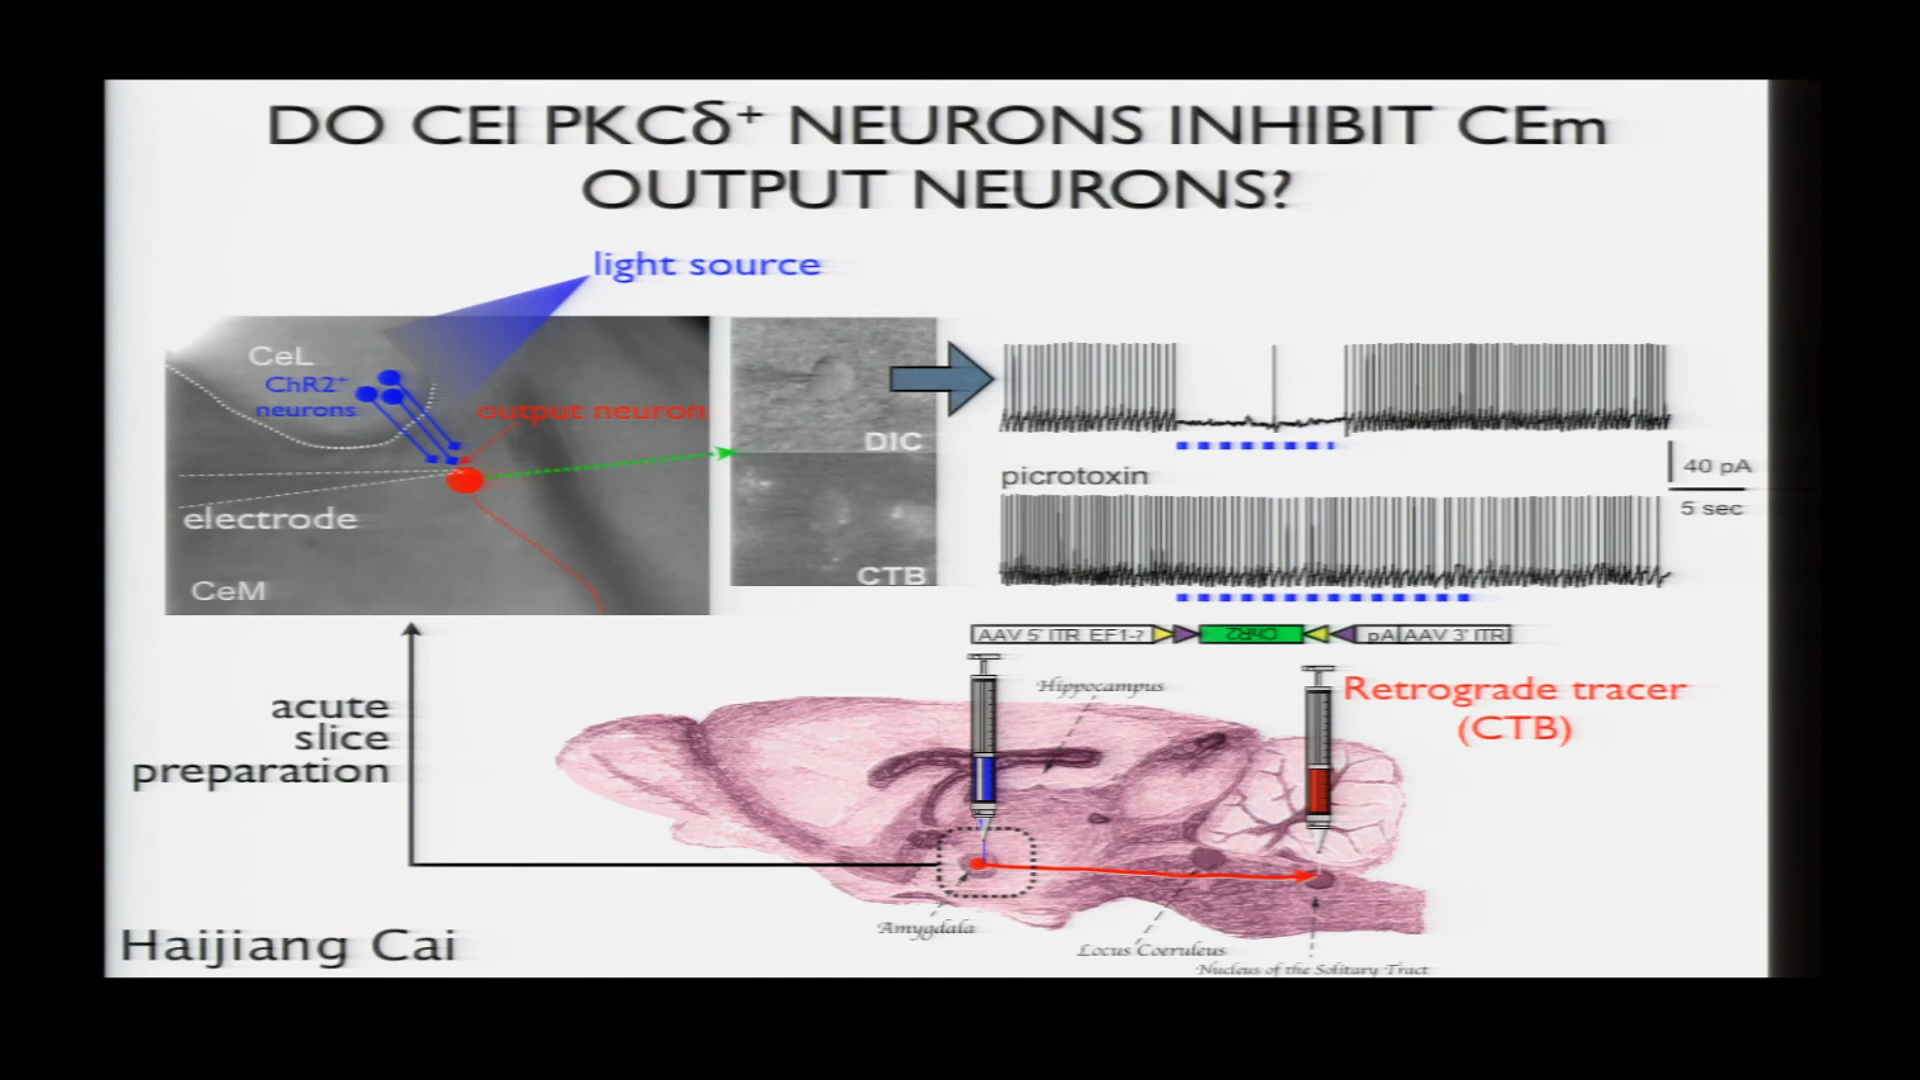 DO CEl PKCδ⁺ NEURONS INHIBIT CEm
OUTPUT NEURONS?
light source
CeL
ChR2⁺
neurons
output neuron
electrode
CeM
DIC
CTB
picrotoxin
40 pA
5 sec
AAV 5' ITR EF1-? ChR2 pA AAV 3' ITR
acute
slice
preparation
Hippocampus
Retrograde tracer
(CTB)
Amygdala
Locus Coeruleus
Nucleus of the Solitary Tract
Haijiang Cai